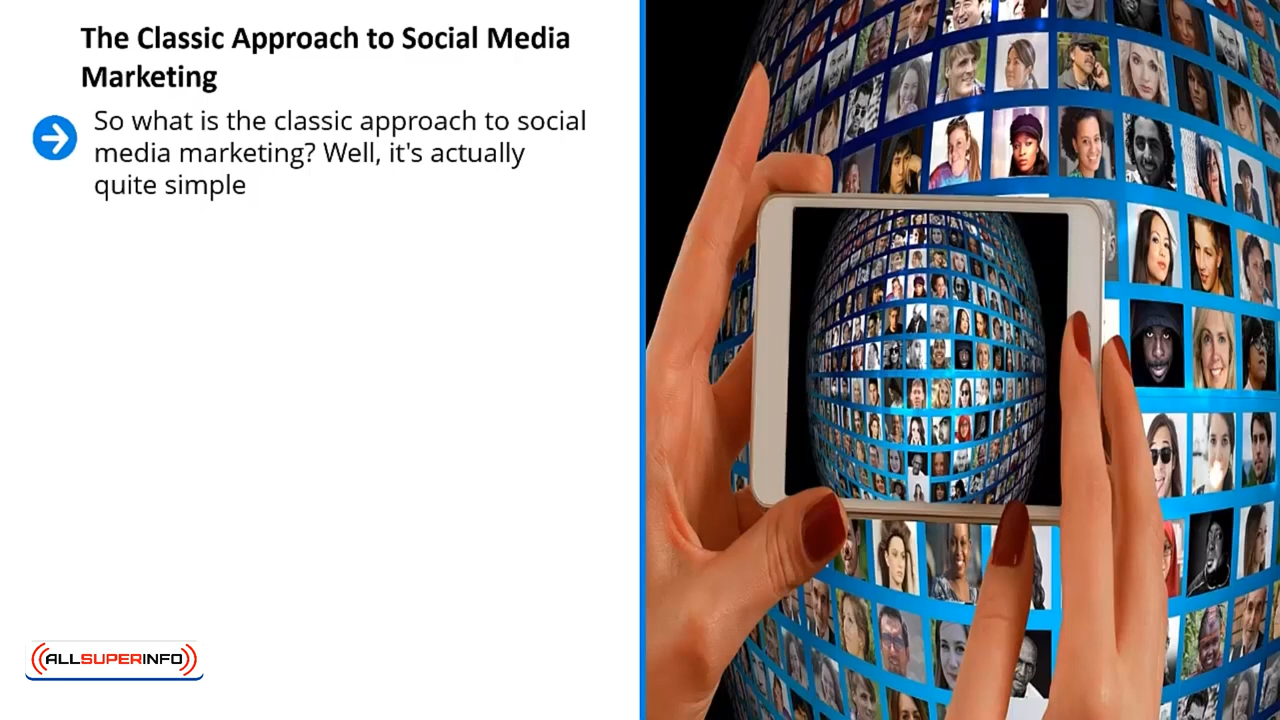 The Classic Approach to Social Media
Marketing
So what is the classic approach to social
media marketing? Well, it's actually
quite simple
ALLSUPERINFO